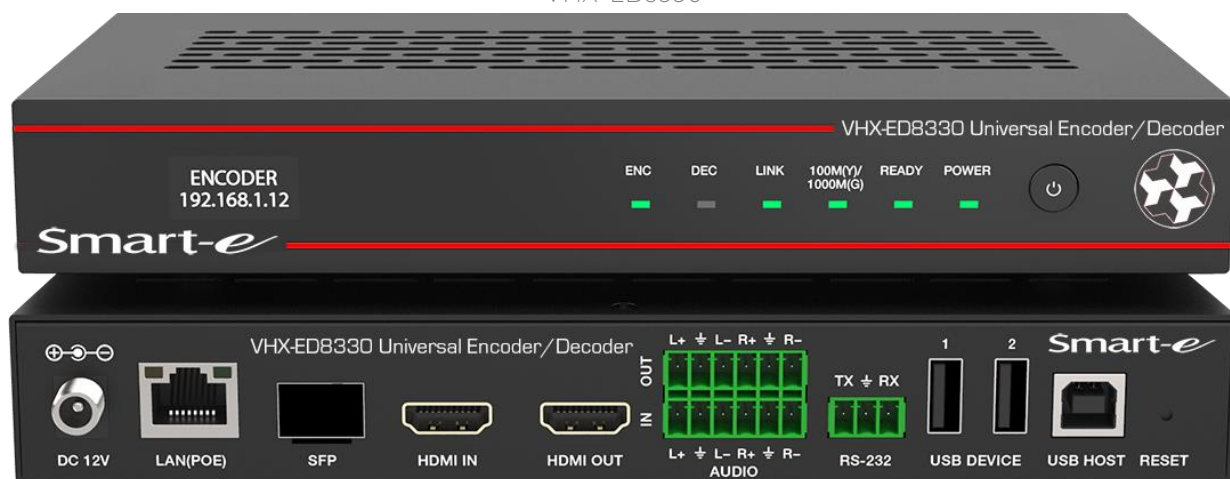 VHX-ED8330
VHX-ED8330 Universal Encoder/Decoder
ENCODER
192.168.1.12
ENC DEC LINK 100M(Y)/ 1000M(G) READY POWER
Smart-e
VHX-ED8330 Universal Encoder/Decoder
Smart-e
L+ L- R+ R-
OUT
IN
TX RX
1 2
DC 12V LAN(POE) SFP HDMI IN HDMI OUT
L+ L- R+ R-
AUDIO
RS-232 USB DEVICE USB HOST RESET